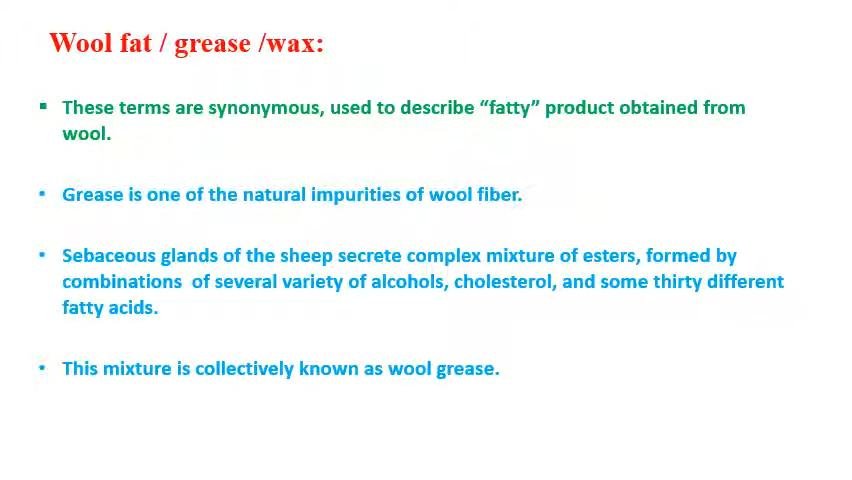 Wool fat / grease /wax:
▪ These terms are synonymous, used to describe “fatty” product obtained from
wool.
• Grease is one of the natural impurities of wool fiber.
• Sebaceous glands of the sheep secrete complex mixture of esters, formed by
combinations of several variety of alcohols, cholesterol, and some thirty different
fatty acids.
• This mixture is collectively known as wool grease.